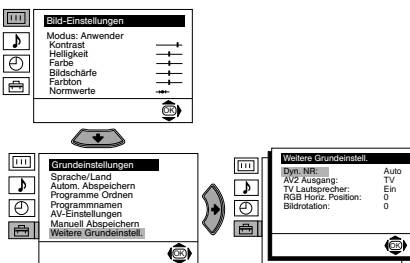 Bild-Einstellungen
Modus: Anwender
Kontrast
Helligkeit
Farbe
Bildschärfe
Farbton
Normwerte
OK
Grundeinstellungen
Sprache/Land
Autom. Abspeichern
Programme Ordnen
Programmnamen
AV-Einstellungen
Manuell Abspeichern
Weitere Grundeinstell.
OK
Weitere Grundeinstell.
Dyn. NR: Auto
AV2 Ausgang: TV
TV Lautsprecher: Ein
RGB Horiz. Position: 0
Bildrotation: 0
OK